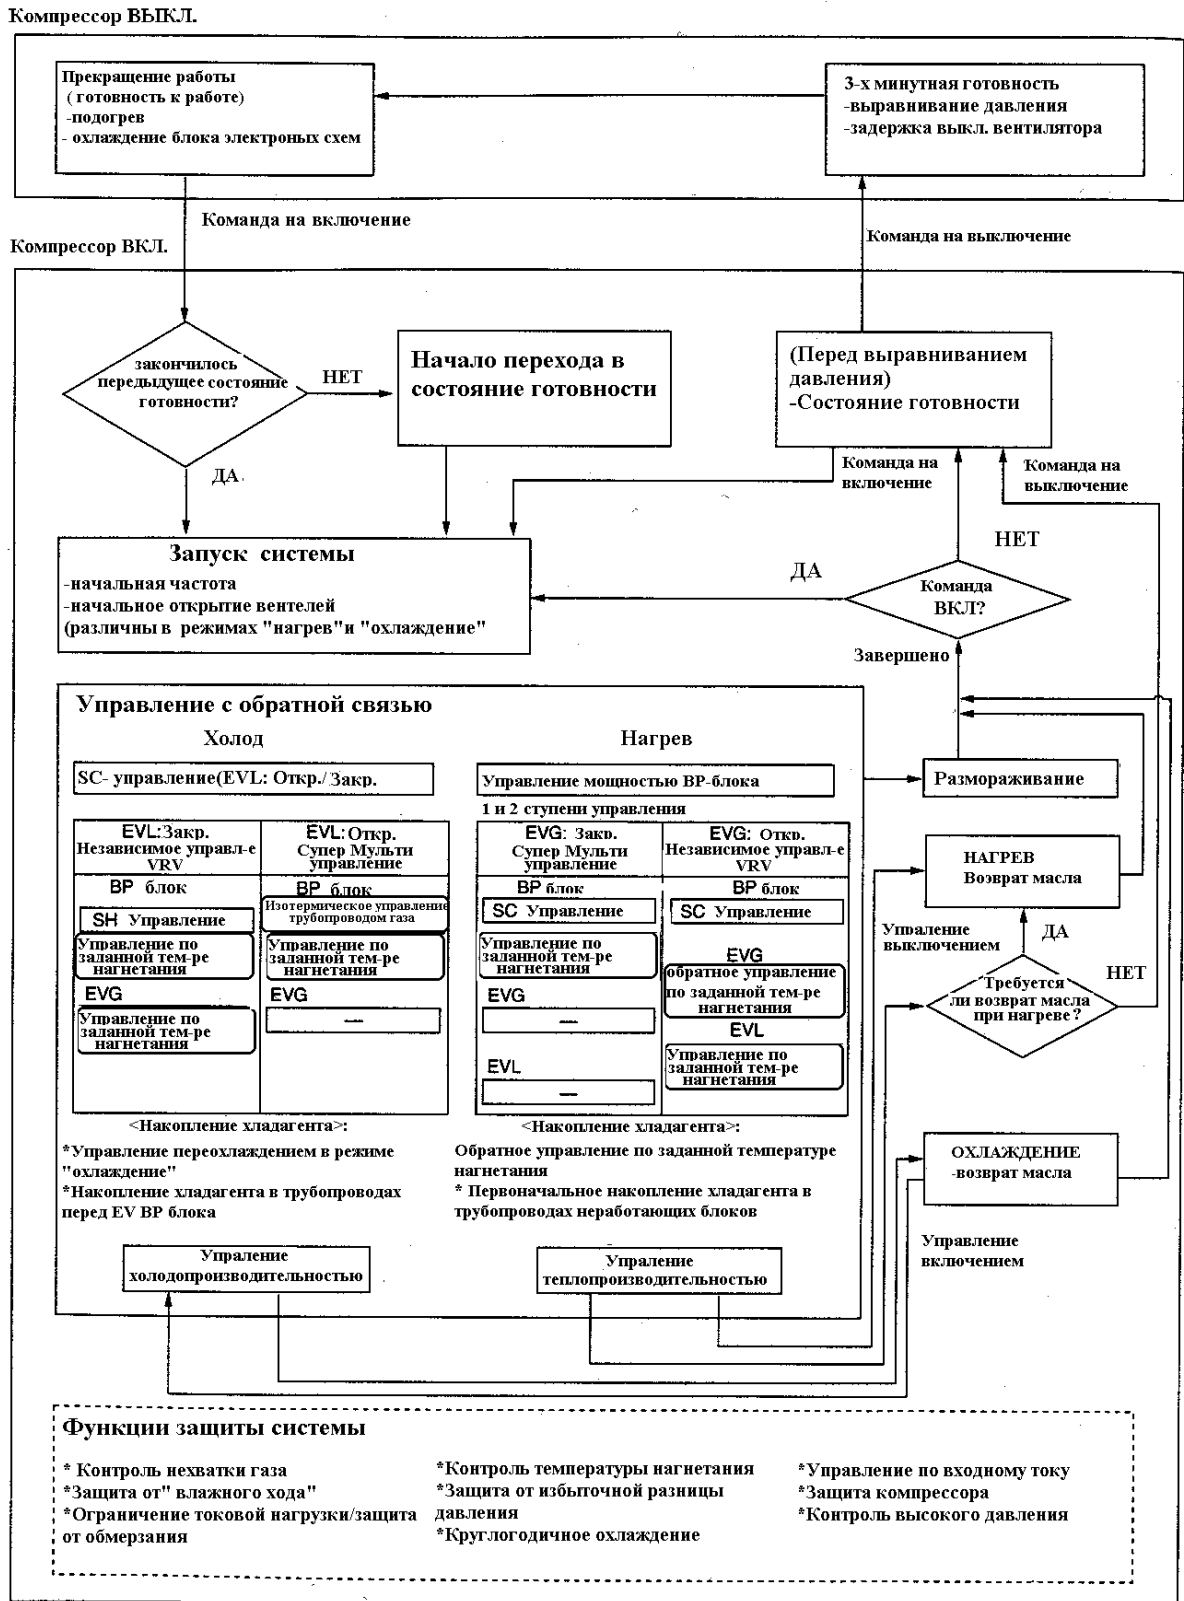 Компрессор ВЫКЛ.
Прекращение работы
( готовность к работе)
-подогрев
- охлаждение блока электроных схем
3-х минутная готовность
-выравнивание давления
-задержка выкл. вентилятора
Команда на включение
Команда на выключение
Компрессор ВКЛ.
закончилось
передыдущее состояние
готовности?
НЕТ
Начало перехода в
состояние готовности
(Перед выравниванием
давления)
-Состояние готовности
ДА
Команда на
включение
Команда на
выключение
НЕТ
Запуск системы
-начальная частота
-начальное открытие вентелей
(различны в режимах "нагрев"и "охлаждение"
ДА
Команда
ВКЛ?
Завершено
Управление с обратной связью
Холод
Нагрев
SC- управление(EVL: Откр./ Закр.
Управление мощностью BP-блока
Размораживание
1 и 2 ступени управления
EVL:Закр.
Независимое управл-е
VRV
EVL: Откр.
Супер Мульти
управление
EVG: Закр.
Супер Мульти
управление
EVG: Откр.
Независимое управл-е
VRV
BP блок
SH Управление
Управление по
заданной тем-ре
нагнетания
EVG
Управление по
заданной тем-ре
нагнетания
BP блок
Изотермическое управление
трубопроводом газа
Управление по
заданной тем-ре
нагнетания
EVG
—
BP блок
SC Управление
Управление по
заданной тем-ре
нагнетания
EVG
—
EVL
—
BP блок
SC Управление
EVG
обратное управление
по заданной тем-ре
нагнетания
EVL
Управление по
заданной тем-ре
нагнетания
НАГРЕВ
Возврат масла
Упраление
выключением
ДА
НЕТ
Требуется
ли возврат масла
при нагреве?
<Накопление хладагента>:
*Управление переохлаждением в режиме
"охлаждение"
*Накопление хладагента в трубопроводах
перед EV BP блока
<Накопление хладагента>:
Обратное управление по заданной температуре
нагнетания
* Первоначальное накопление хладагента в
трубопроводах неработающих блоков
ОХЛАЖДЕНИЕ
-возврат масла
Управление
включением
Упраление
холодопроизводительностью
Упраление
теплопроизводительностью
Функции защиты системы
* Контроль нехватки газа
*Защита от" влажного хода"
*Ограничение токовой нагрузки/защита
от обмерзания
*Контроль температуры нагнетания
*Защита от избыточной разницы
давления
*Круглогодичное охлаждение
*Управление по входному току
*Защита компрессора
*Контроль высокого давления